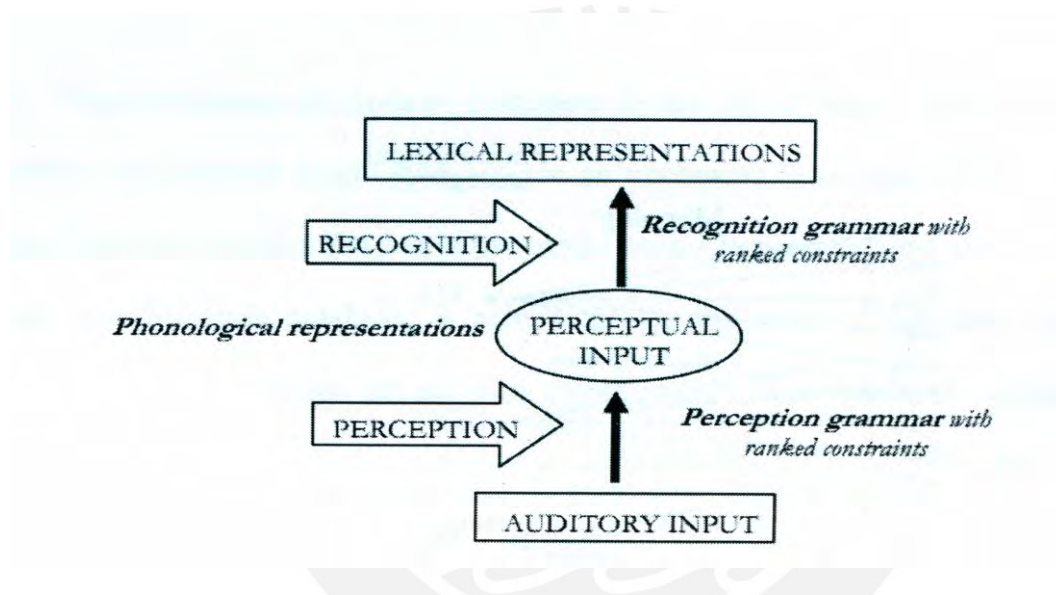 LEXICAL REPRESENTATIONS
RECOGNITION
Recognition grammar with
ranked constraints
Phonological representations
PERCEPTUAL
INPUT
PERCEPTION
Perception grammar with
ranked constraints
AUDITORY INPUT